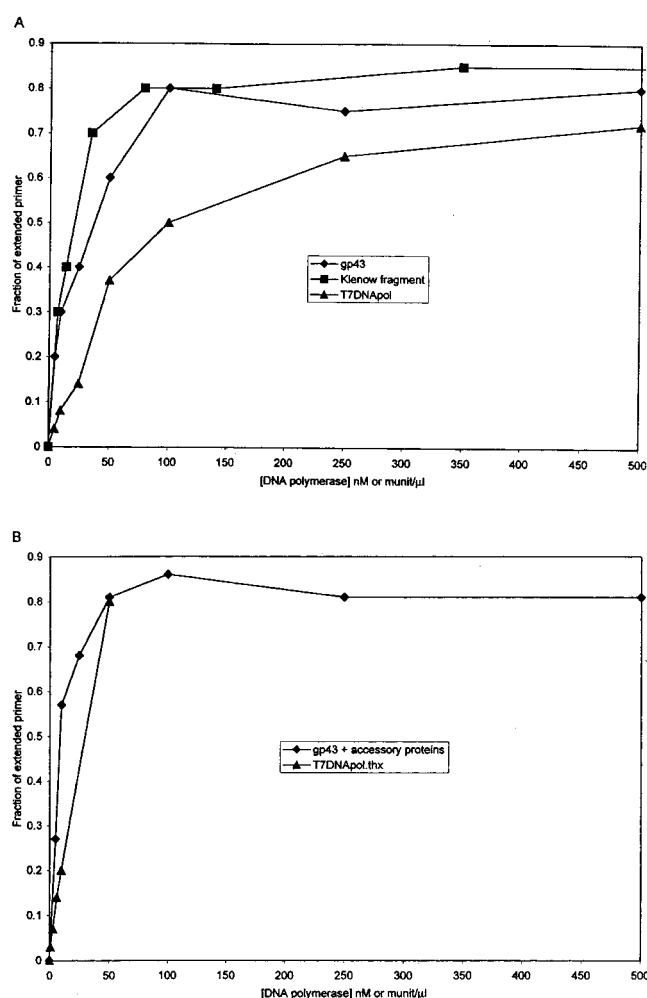 A
0.9
0.8
0.7
0.6
0.5
0.4
0.3
0.2
0.1
0
Fraction of extended primer
gp43
Klenow fragment
T7DNApol
0 50 100 150 200 250 300 350 400 450 500
[DNA polymerase] nM or munit/µl
B
0.9
0.8
0.7
0.6
0.5
0.4
0.3
0.2
0.1
0
Fraction of extended primer
gp43 + accessory proteins
T7DNApol.thx
0 50 100 150 200 250 300 350 400 450 500
[DNA polymerase] nM or munit/µl